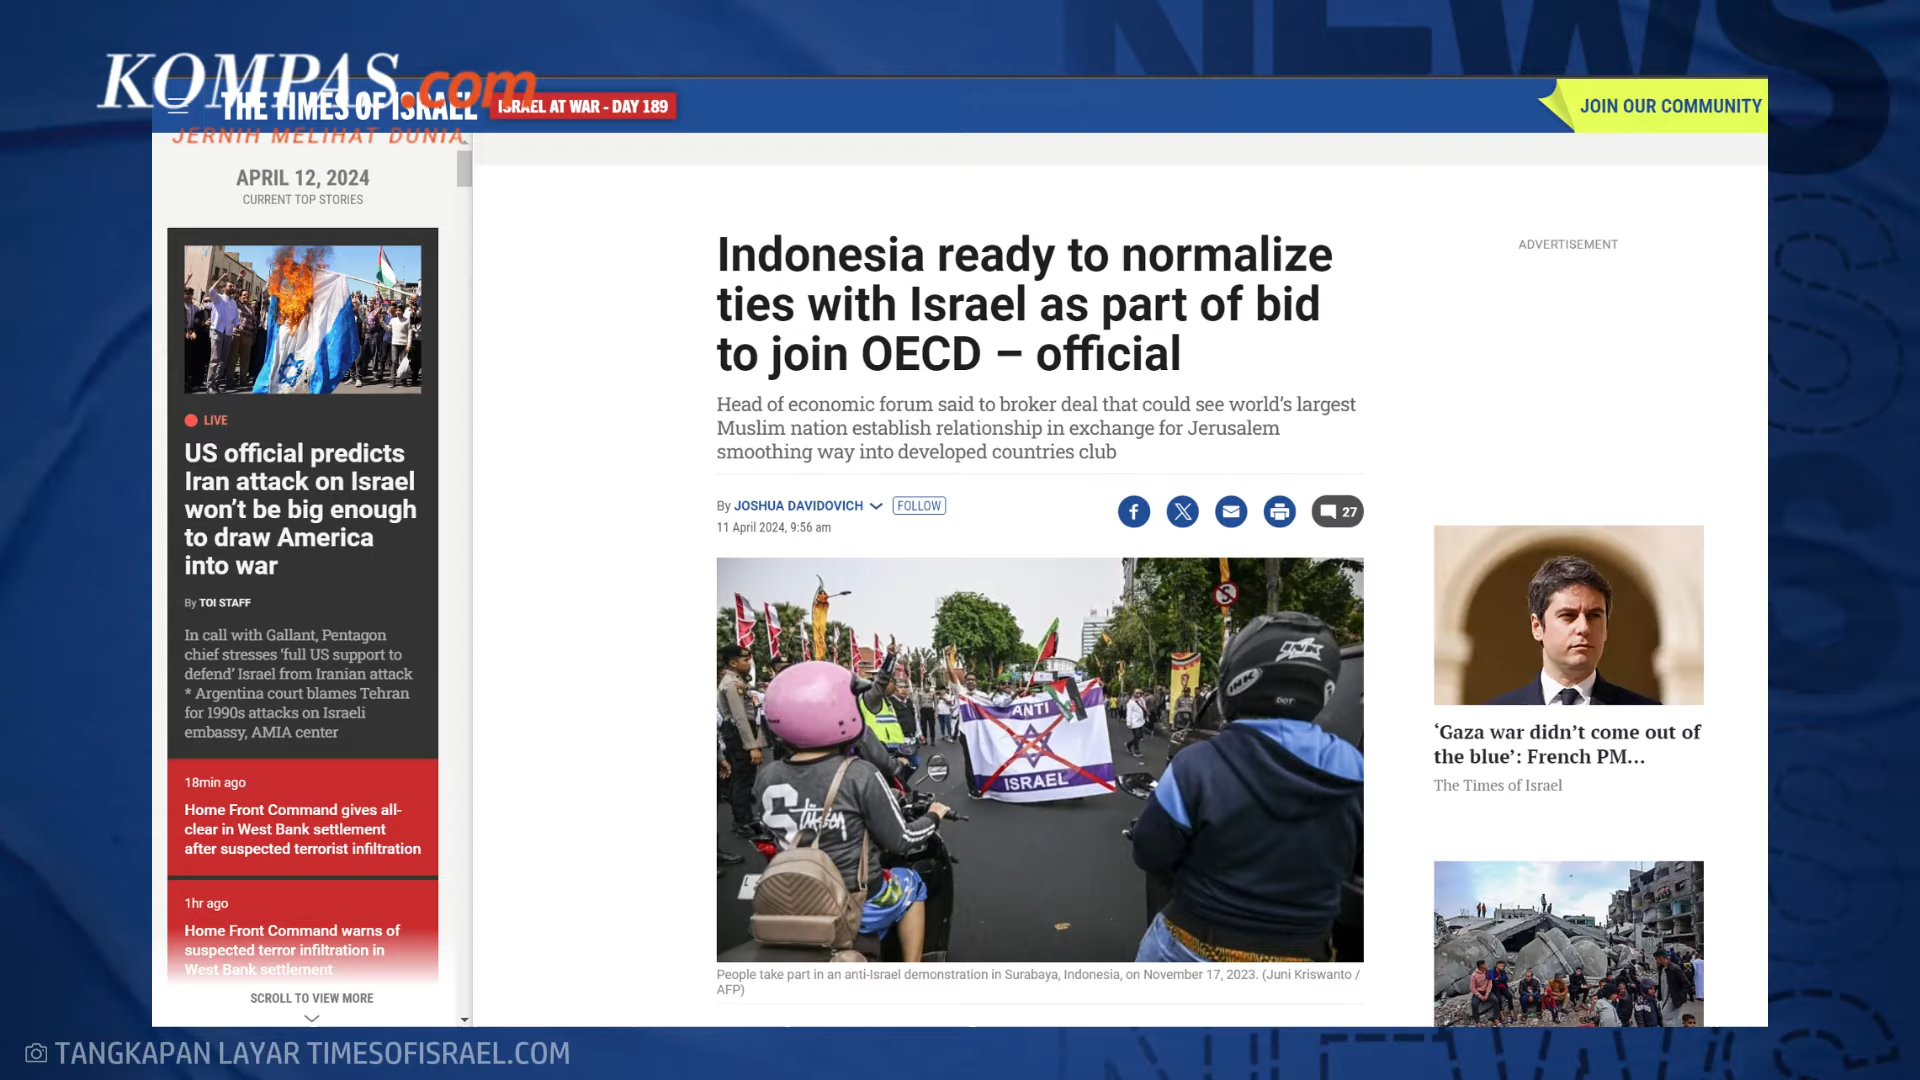 NEWS
KOMPAS.com
JERNIH MELIHAT DUNIA
THE TIMES OF ISRAEL
ISRAEL AT WAR - DAY 189
JOIN OUR COMMUNITY
APRIL 12, 2024
CURRENT TOP STORIES
LIVE
US official predicts
Iran attack on Israel
won't be big enough
to draw America
into war
By TOI STAFF
In call with Gallant, Pentagon
chief stresses 'full US support to
defend' Israel from Iranian attack
* Argentina court blames Tehran
for 1990s attacks on Israeli
embassy, AMIA center
18min ago
Home Front Command gives all-
clear in West Bank settlement
after suspected terrorist infiltration
1hr ago
Home Front Command warns of
suspected terror infiltration in
West Bank settlement
SCROLL TO VIEW MORE
Indonesia ready to normalize
ties with Israel as part of bid
to join OECD – official
Head of economic forum said to broker deal that could see world's largest
Muslim nation establish relationship in exchange for Jerusalem
smoothing way into developed countries club
By JOSHUA DAVIDOVICH FOLLOW
11 April 2024, 9:56 am
27
ANTI
ISRAEL
Stüssy
INK
DOT
People take part in an anti-Israel demonstration in Surabaya, Indonesia, on November 17, 2023. (Juni Kriswanto /
AFP)
ADVERTISEMENT
'Gaza war didn't come out of
the blue': French PM...
The Times of Israel
TANGKAPAN LAYAR TIMESOFISRAEL.COM
NEWS